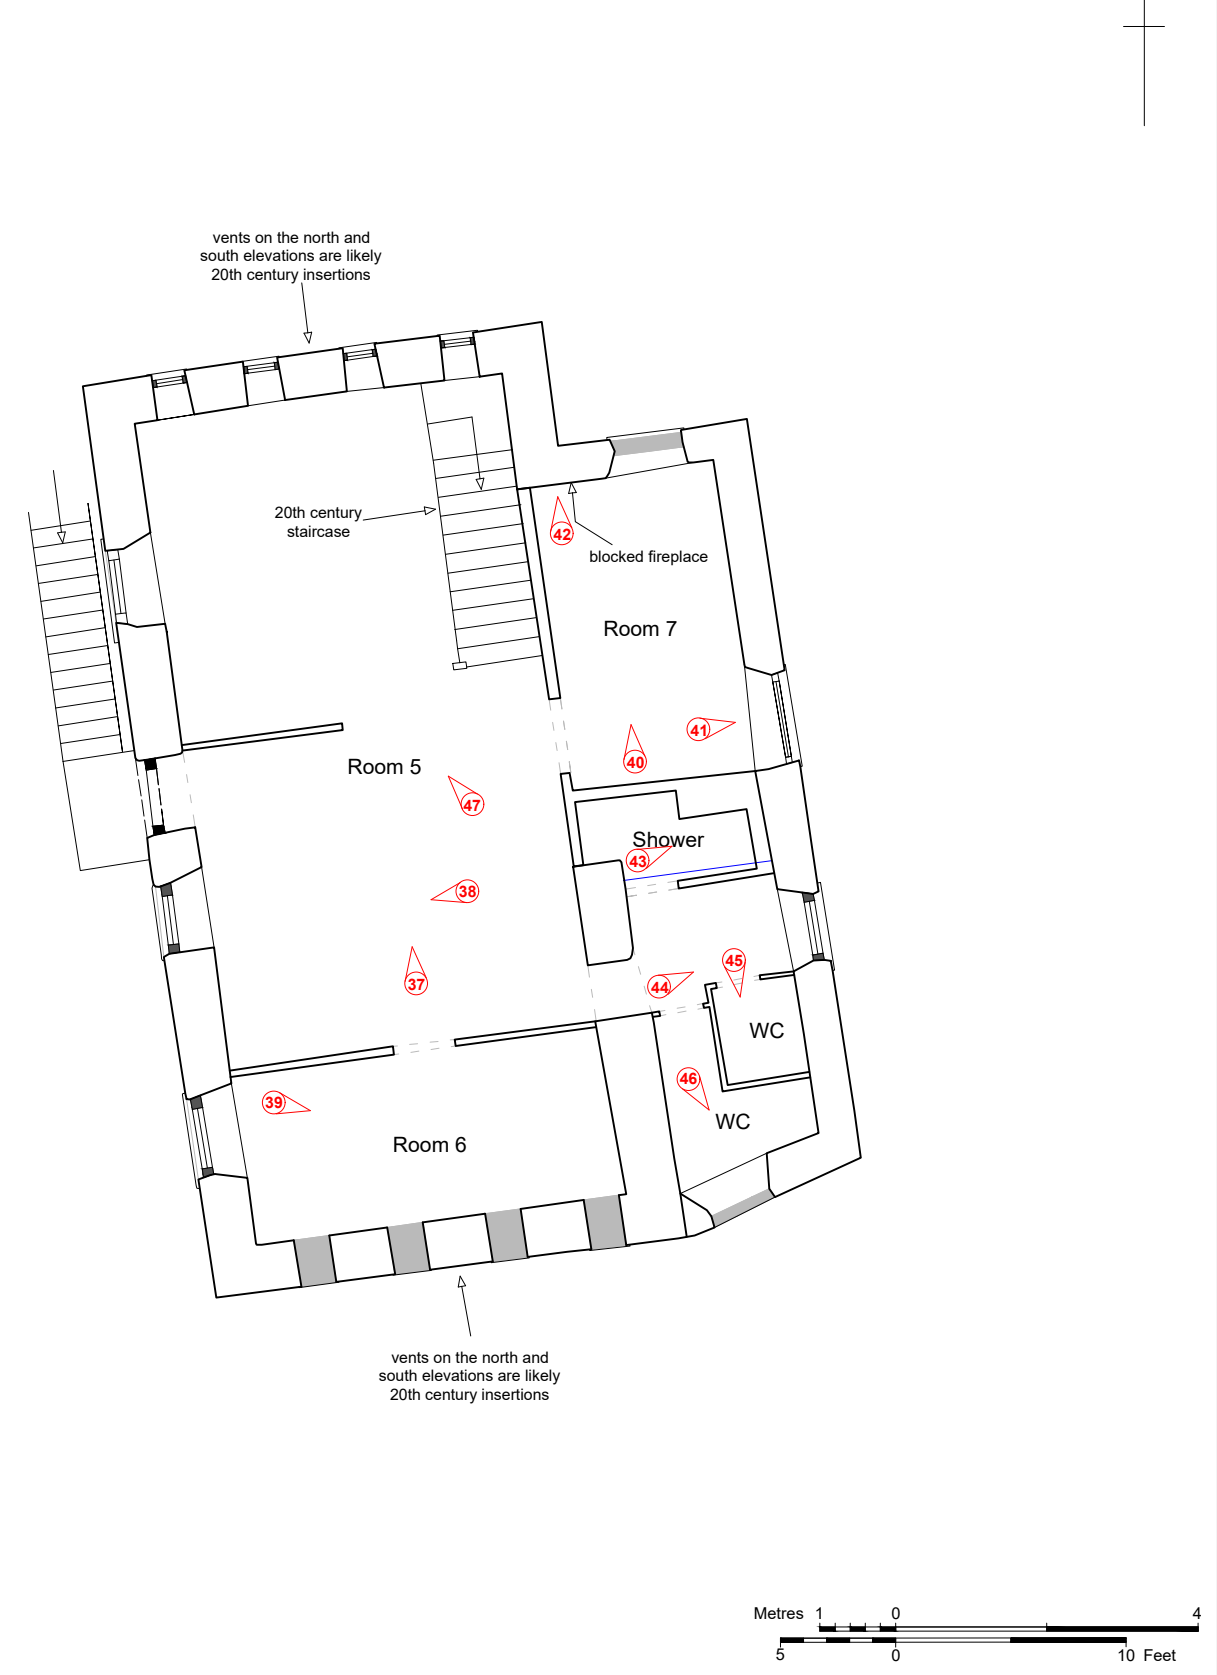 vents on the north and
south elevations are likely
20th century insertions
20th century
staircase
42
blocked fireplace
Room 7
41
40
Room 5
47
Shower
43
38
45
37
44
WC
46
39
WC
Room 6
vents on the north and
south elevations are likely
20th century insertions
Metres 1 0 4
5 0 10 Feet